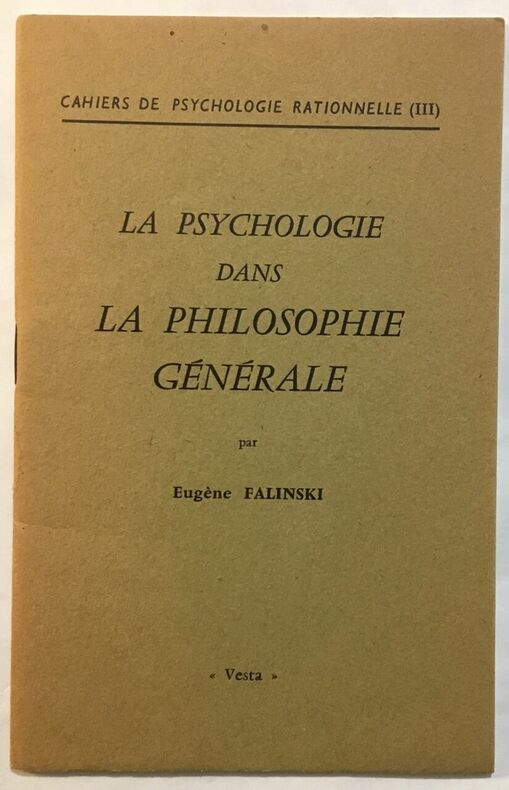 CAHIERS DE PSYCHOLOGIE RATIONNELLE (III)
LA PSYCHOLOGIE
DANS
LA PHILOSOPHIE
GÉNÉRALE
par
Eugène FALINSKI
« Vesta »